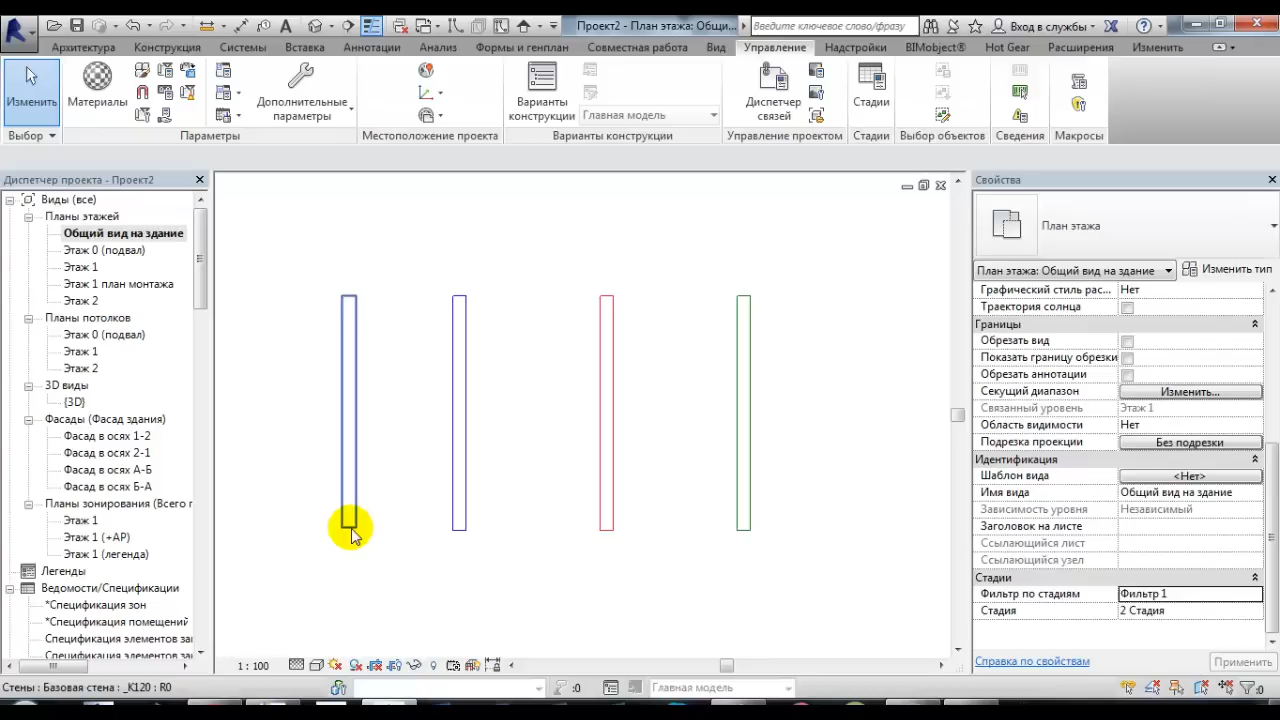 Проект2 - План этажа: Общи...
Введите ключевое слово/фразу
Вход в службы
Архитектура
Конструкция
Системы
Вставка
Аннотации
Анализ
Формы и генплан
Совместная работа
Вид
Управление
Надстройки
BIMobject®
Hot Gear
Расширения
Изменить
Изменить
Материалы
Дополнительные параметры
Варианты конструкции
Главная модель
Диспетчер связей
Стадии
Выбор
Параметры
Местоположение проекта
Варианты конструкции
Управление проектом
Стадии
Выбор объектов
Сведения
Макросы
Диспетчер проекта - Проект2
Виды (все)
Планы этажей
Общий вид на здание
Этаж 0 (подвал)
Этаж 1
Этаж 1 план монтажа
Этаж 2
Планы потолков
Этаж 0 (подвал)
Этаж 1
Этаж 2
3D виды
{3D}
Фасады (Фасад здания)
Фасад в осях 1-2
Фасад в осях 2-1
Фасад в осях А-Б
Фасад в осях Б-А
Планы зонирования (Всего п
Этаж 1
Этаж 1 (+АР)
Этаж 1 (легенда)
Легенды
Ведомости/Спецификации
*Спецификация зон
*Спецификация помещений
Спецификация элементов за
Спецификация элементов за
Свойства
План этажа
План этажа: Общий вид на здание
Изменить тип
Графический стиль рас... Нет
Траектория солнца
Границы
Обрезать вид
Показать границу обрезки
Обрезать аннотации
Секущий диапазон Изменить...
Связанный уровень Этаж 1
Область видимости Нет
Подрезка проекции Без подрезки
Идентификация
Шаблон вида <Нет>
Имя вида Общий вид на здание
Зависимость уровня Независимый
Заголовок на листе
Ссылающийся лист
Ссылающийся узел
Стадии
Фильтр по стадиям Фильтр 1
Стадия 2 Стадия
Справка по свойствам
Применить
1 : 100
Стены : Базовая стена : _К120 : R0
:0
Главная модель
:0